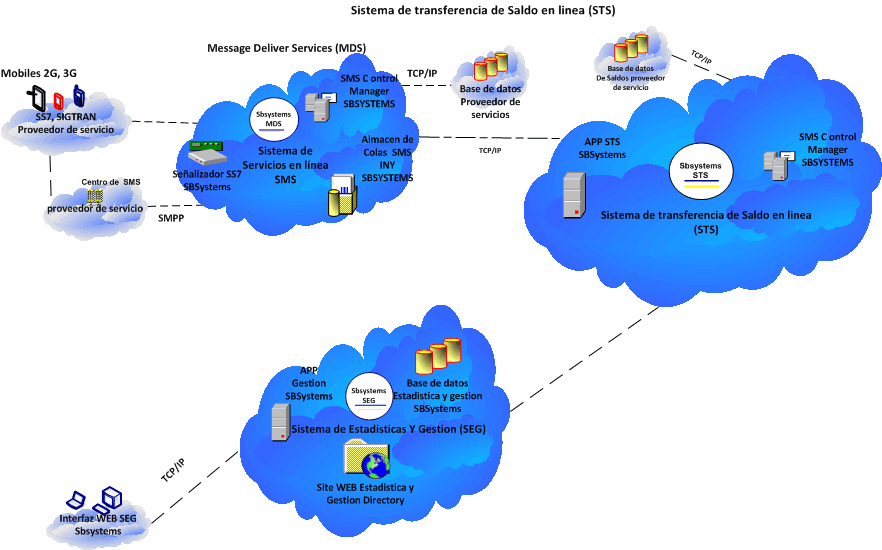 Sistema de transferencia de Saldo en linea (STS)
Message Deliver Services (MDS)
Mobiles 2G, 3G
SS7, SIGTRAN
Proveedor de servicio
Centro de SMS
proveedor de servicio
SMPP
Sbsystems
MDS
SMS C ontrol
Manager
SBSYSTEMS
Señalizador SS7
SBSystems
Sistema de
Servicios en línea
SMS
Almacen de
Colas SMS
INY
SBSYSTEMS
TCP/IP
Base de datos
Proveedor de
servicios
TCP/IP
Base de datos
De Saldos proveedor
de servicio
TCP/IP
APP STS
SBSystems
Sbsystems
STS
SMS C ontrol
Manager
SBSYSTEMS
Sistema de transferencia de Saldo en linea
(STS)
APP
Gestion
SBSystems
Sbsystems
SEG
Base de datos
Estadistica y gestion
SBSystems
Sistema de Estadisticas Y Gestion (SEG)
Site WEB Estadistica y
Gestion Directory
TCP/IP
Interfaz WEB SEG
Sbsystems